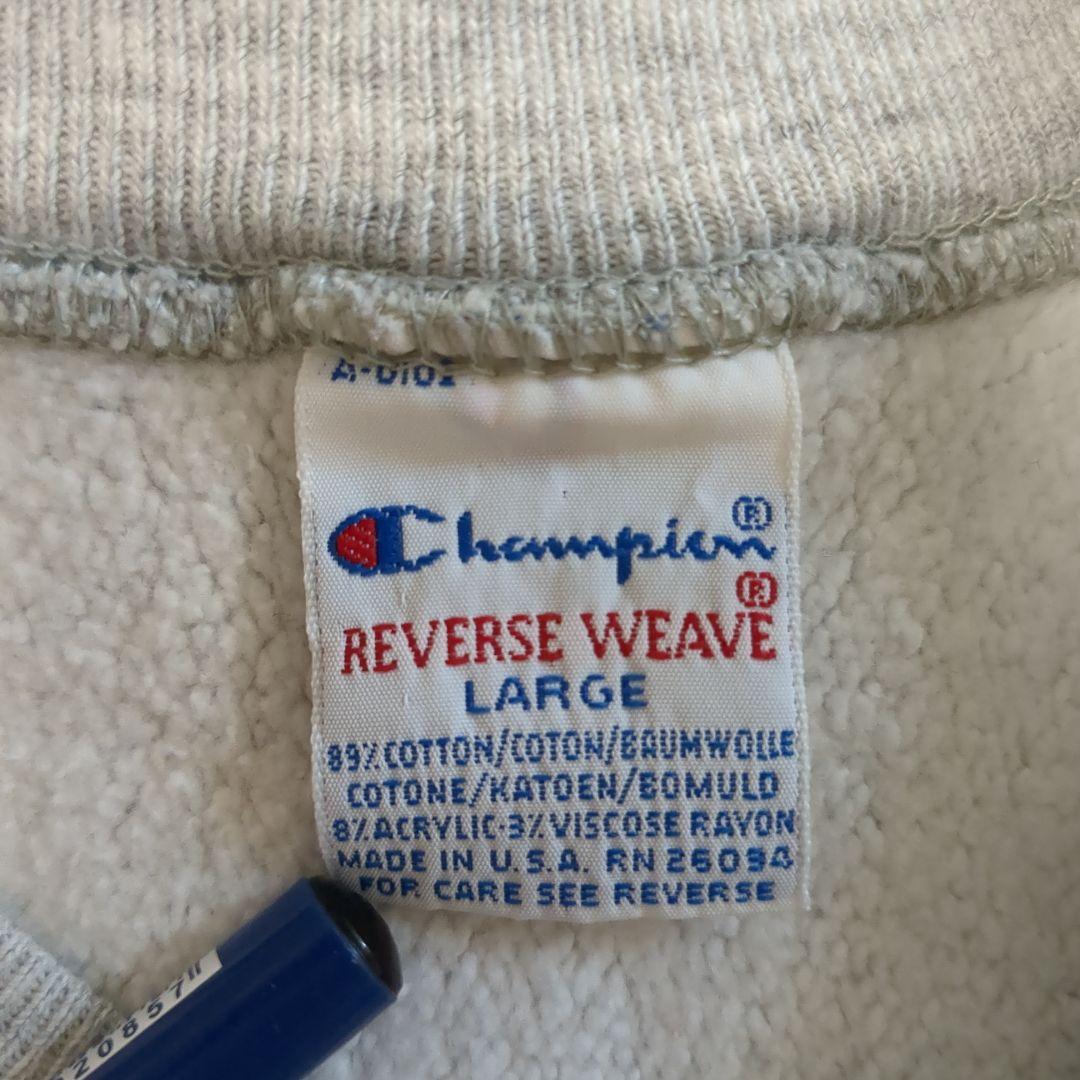 A-0101
Champion®
REVERSE WEAVE®
LARGE
89% COTTON/COTON/BAUMWOLLE
COTONE/KATOEN/BOMULD
8% ACRYLIC-3% VISCOSE RAYON
MADE IN U.S.A. RN 26094
FOR CARE SEE REVERSE
20857